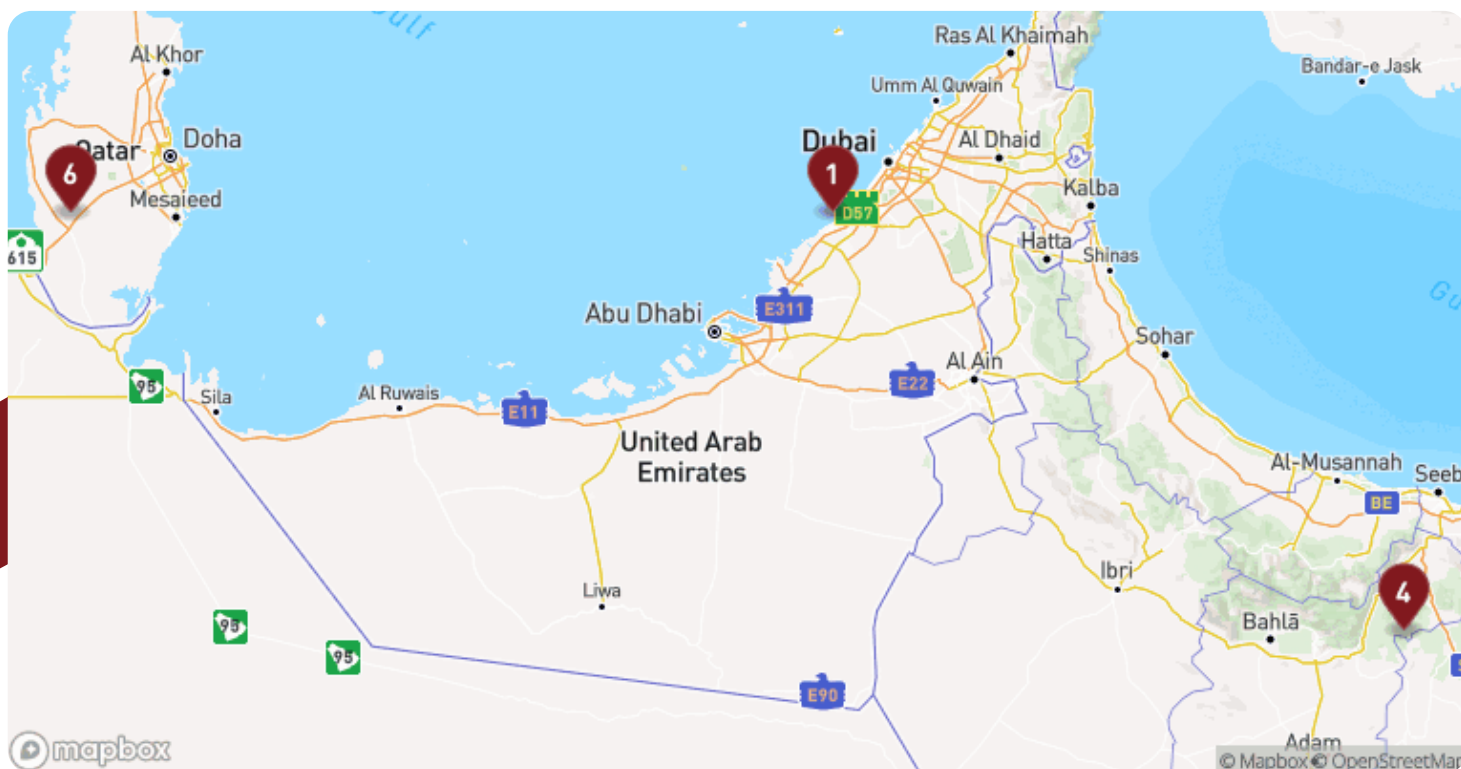 Gulf
Al Khor
Ras Al Khaimah
Bandar-e Jask
Umm Al Quwain
Doha
Qatar
Dubai
Al Dhaid
6
1
Mesaieed
D57
Kalba
615
Hatta
Shinas
Abu Dhabi
E311
Gu
Sohar
Al Ain
95
Sila
Al Ruwais
E11
E22
United Arab
Emirates
Al-Musannah
Seeb
BE
Ibri
Liwa
4
Bahlā
95
95
E90
Adam
mapbox
© Mapbox © OpenStreetMap